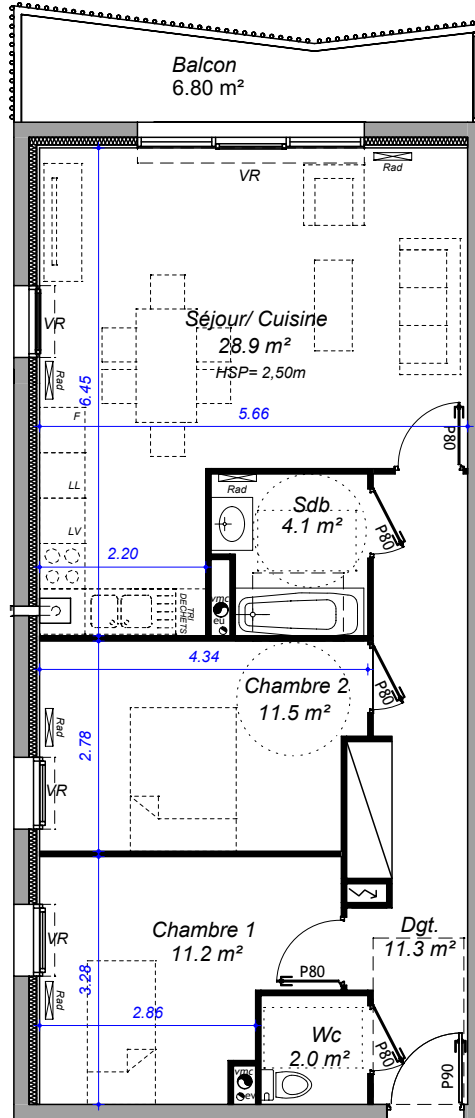 Balcon
6.80 m²
VR
Rad
VR
Séjour/ Cuisine
28.9 m²
HSP= 2,50m
Rad
6.45
5.66
F
P80
LL
Rad
Sdb
4.1 m²
LV
P80
2.20
TRI
DECHETS
vmc
eu
4.34
Chambre 2
11.5 m²
P80
Rad
2.78
VR
Chambre 1
11.2 m²
Dgt.
11.3 m²
VR
3.28
P80
Rad
2.86
Wc
2.0 m²
P80
P90
vmc
ev